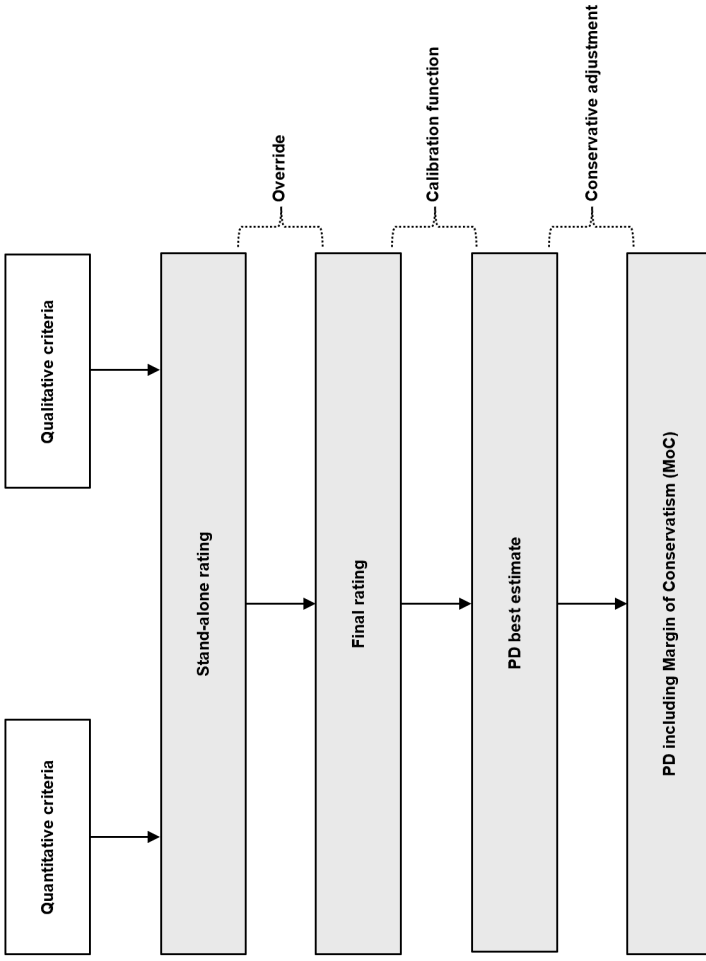 Quantitative criteria
Qualitative criteria
Stand-alone rating
Override
Final rating
Calibration function
PD best estimate
Conservative adjustment
PD including Margin of Conservatism (MoC)